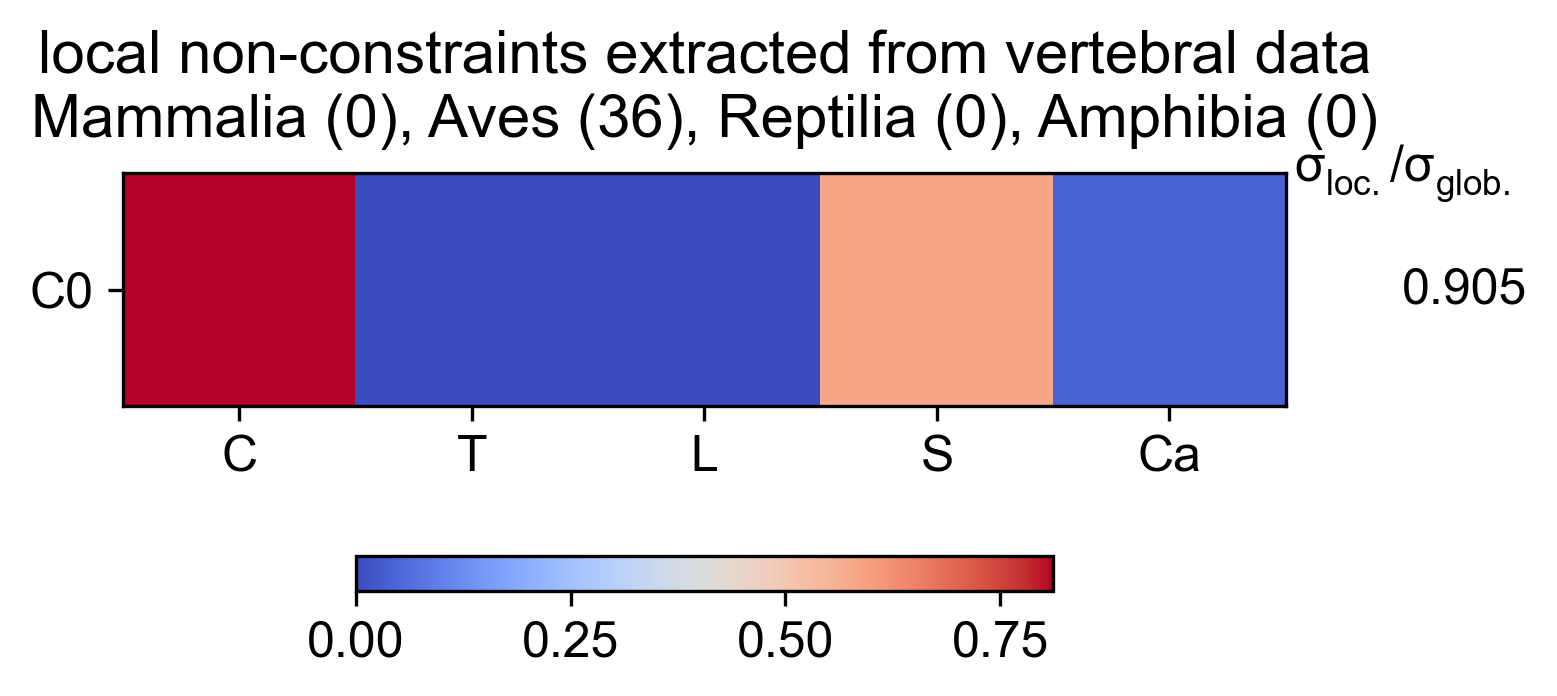 local non-constraints extracted from vertebral data
Mammalia (0), Aves (36), Reptilia (0), Amphibia (0)
σloc. /σglob.
C0
0.905
C T L S Ca
0.00 0.25 0.50 0.75